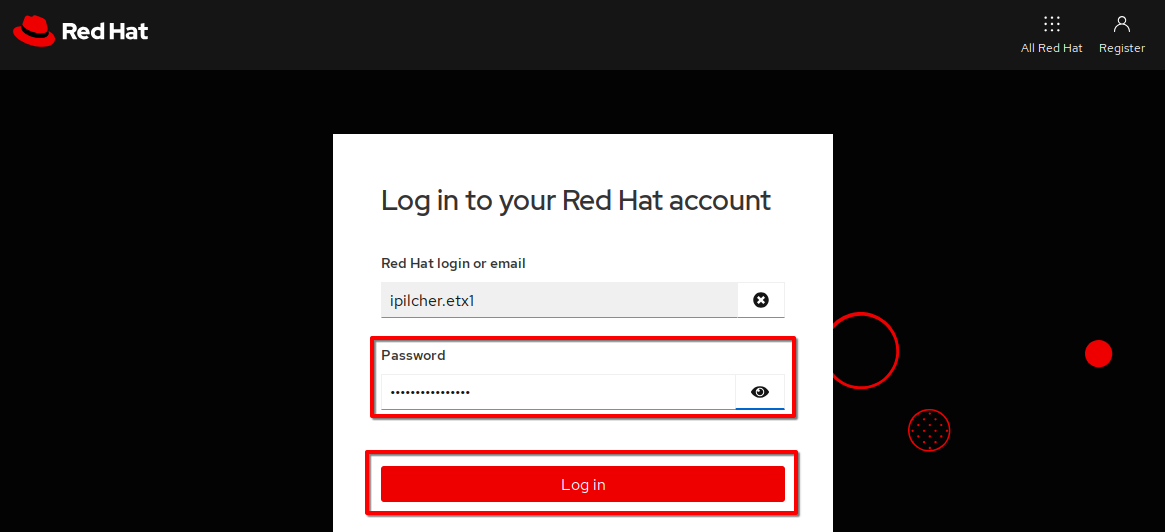 Red Hat
All Red Hat
Register
Log in to your Red Hat account
Red Hat login or email
ipilcher.etx1
Password
••••••••••••••••
Log in